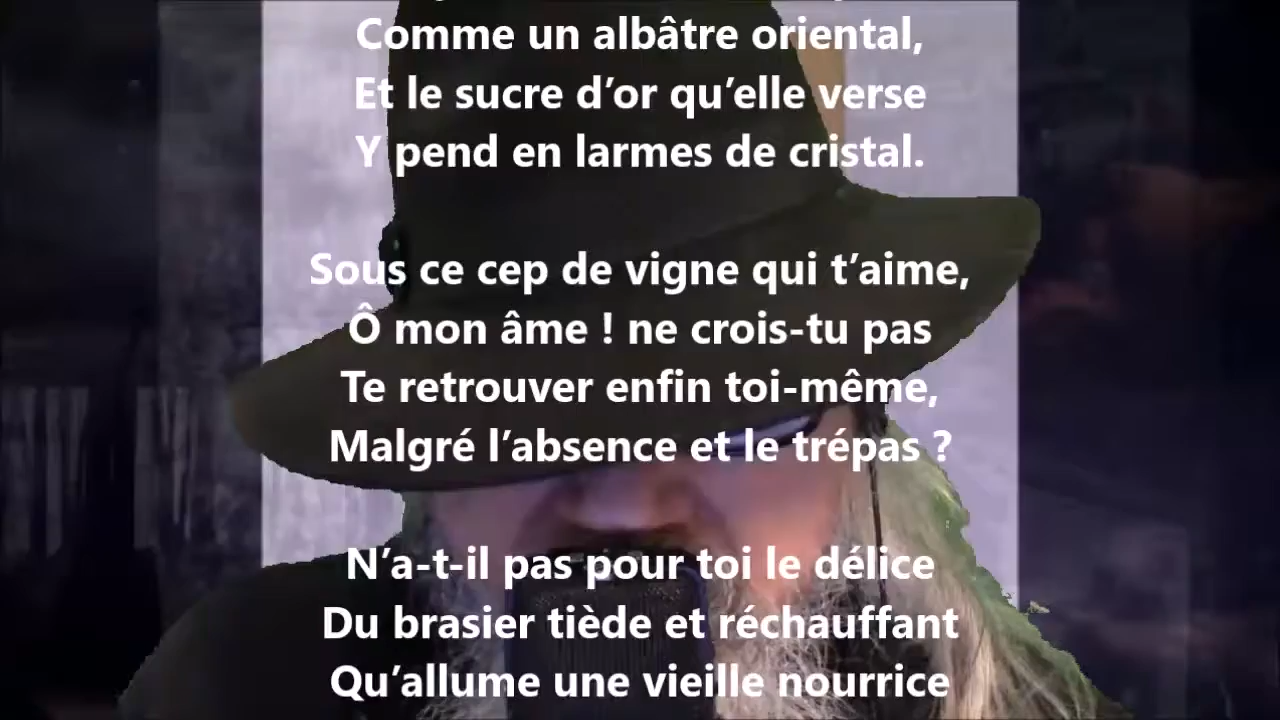 Comme un albâtre oriental,
Et le sucre d’or qu’elle verse
Y pend en larmes de cristal.
Sous ce cep de vigne qui t’aime,
Ô mon âme ! ne crois-tu pas
Te retrouver enfin toi-même,
Malgré l’absence et le trépas ?
N’a-t-il pas pour toi le délice
Du brasier tiède et réchauffant
Qu’allume une vieille nourrice